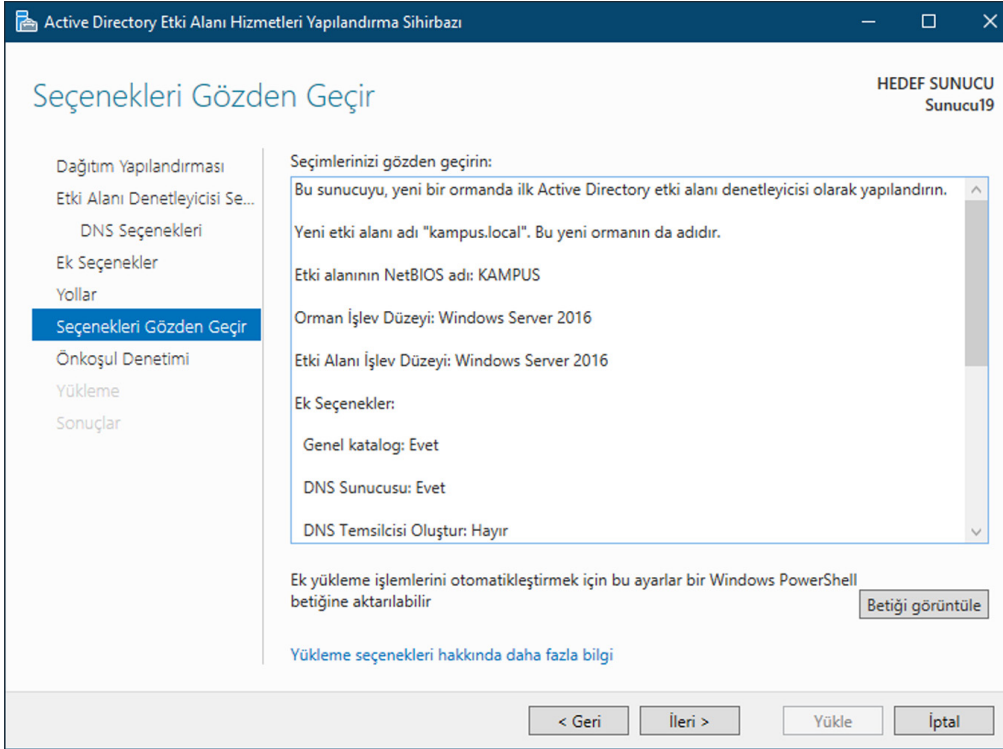 Active Directory Etki Alanı Hizmetleri Yapılandırma Sihirbazı
Seçenekleri Gözden Geçir
HEDEF SUNUCU
Sunucu19
Dağıtım Yapılandırması
Etki Alanı Denetleyicisi Se...
DNS Seçenekleri
Ek Seçenekler
Yollar
Seçenekleri Gözden Geçir
Önkoşul Denetimi
Yükleme
Sonuçlar
Seçimlerinizi gözden geçirin:
Bu sunucuyu, yeni bir ormanda ilk Active Directory etki alanı denetleyicisi olarak yapılandırın.
Yeni etki alanı adı "kampus.local". Bu yeni ormanın da adıdır.
Etki alanının NetBIOS adı: KAMPUS
Orman İşlev Düzeyi: Windows Server 2016
Etki Alanı İşlev Düzeyi: Windows Server 2016
Ek Seçenekler:
Genel katalog: Evet
DNS Sunucusu: Evet
DNS Temsilcisi Oluştur: Hayır
Ek yükleme işlemlerini otomatikleştirmek için bu ayarlar bir Windows PowerShell
betiğine aktarılabilir
Betiği görüntüle
Yükleme seçenekleri hakkında daha fazla bilgi
< Geri
İleri >
Yükle
İptal